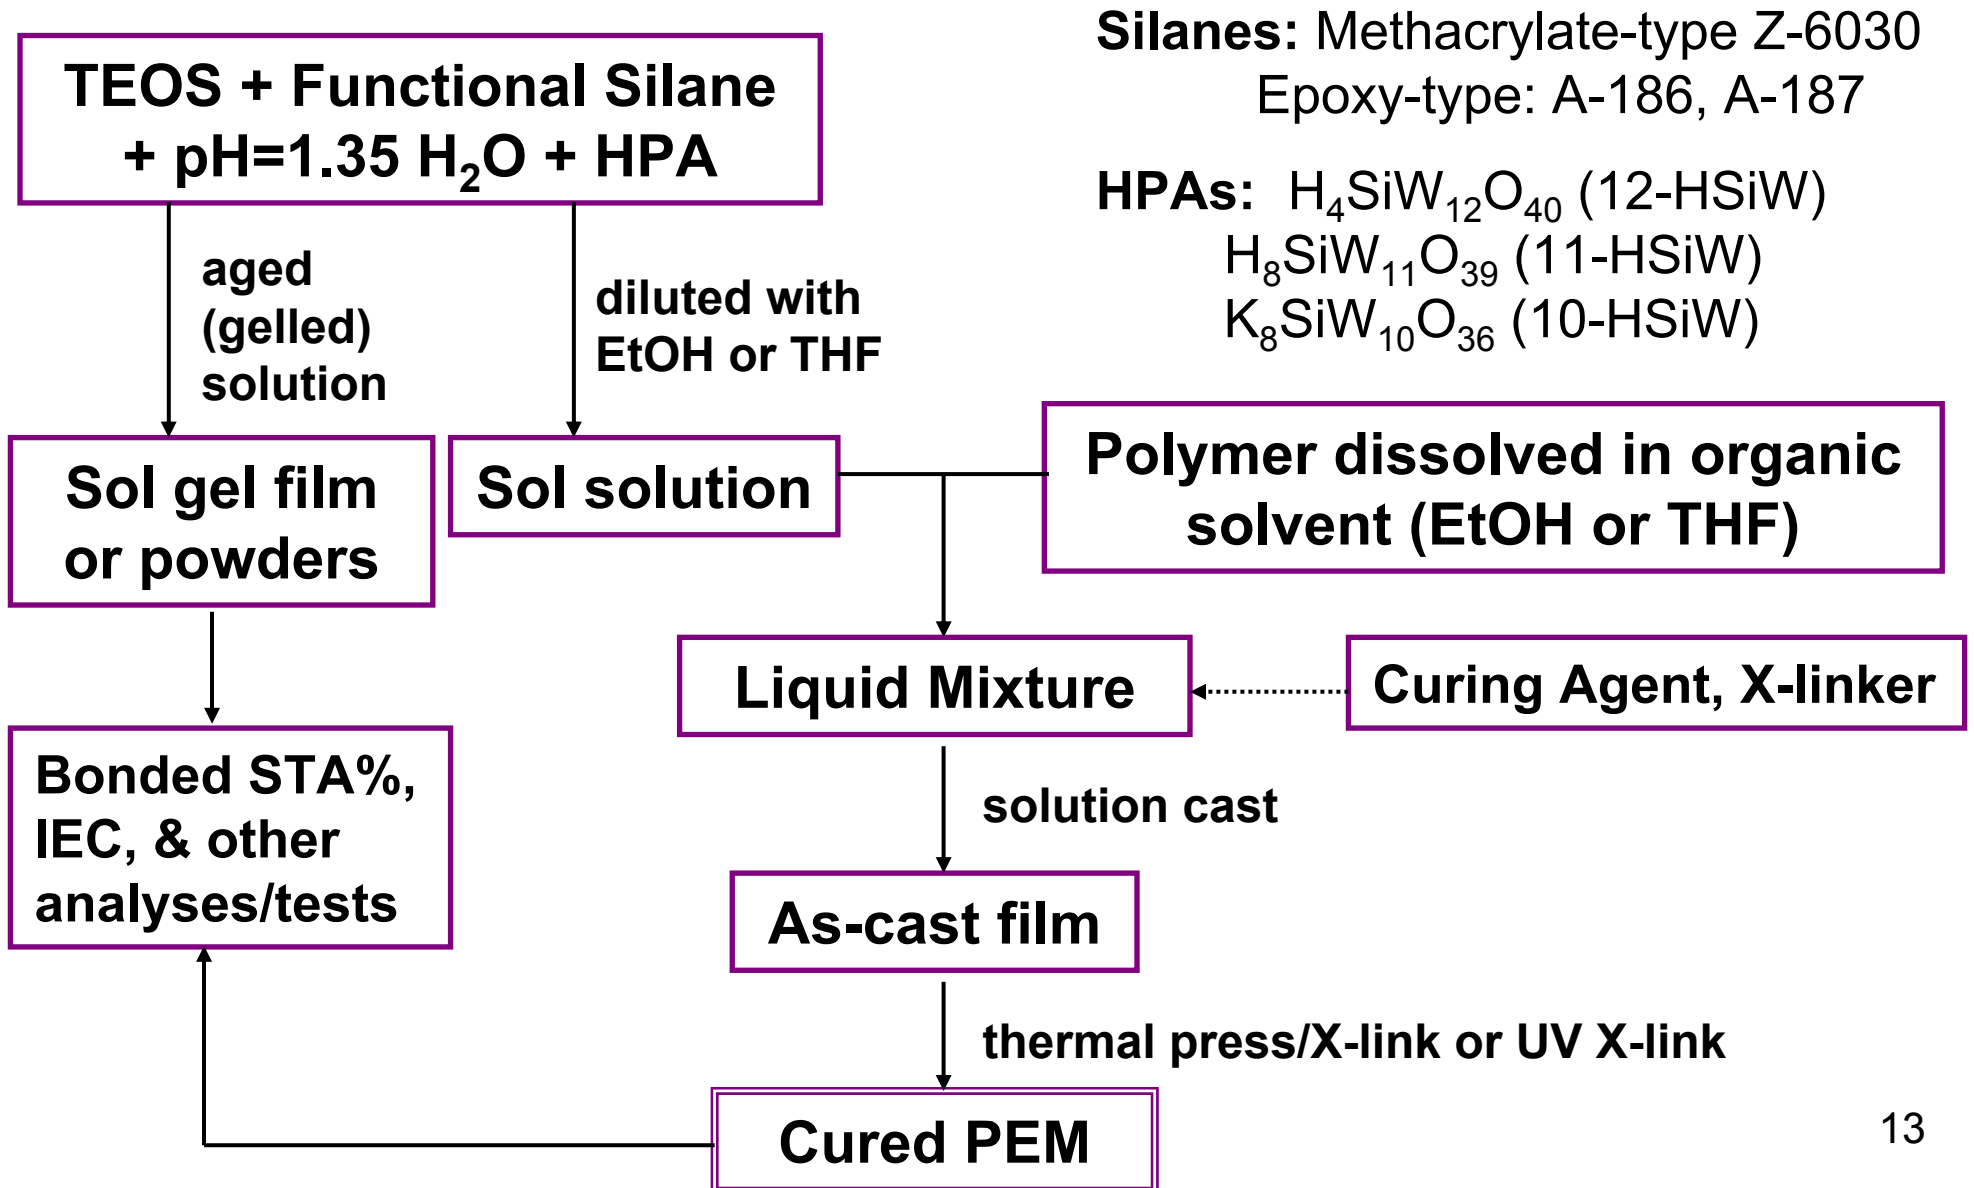 TEOS + Functional Silane
+ pH=1.35 H₂O + HPA
Silanes: Methacrylate-type Z-6030
Epoxy-type: A-186, A-187
HPAs: H₄SiW₁₂O₄₀ (12-HSiW)
H₈SiW₁₁O₃₉ (11-HSiW)
K₈SiW₁₀O₃₆ (10-HSiW)
aged
(gelled)
solution
diluted with
EtOH or THF
Sol gel film
or powders
Sol solution
Polymer dissolved in organic
solvent (EtOH or THF)
Liquid Mixture
Curing Agent, X-linker
Bonded STA%,
IEC, & other
analyses/tests
solution cast
As-cast film
thermal press/X-link or UV X-link
Cured PEM
13